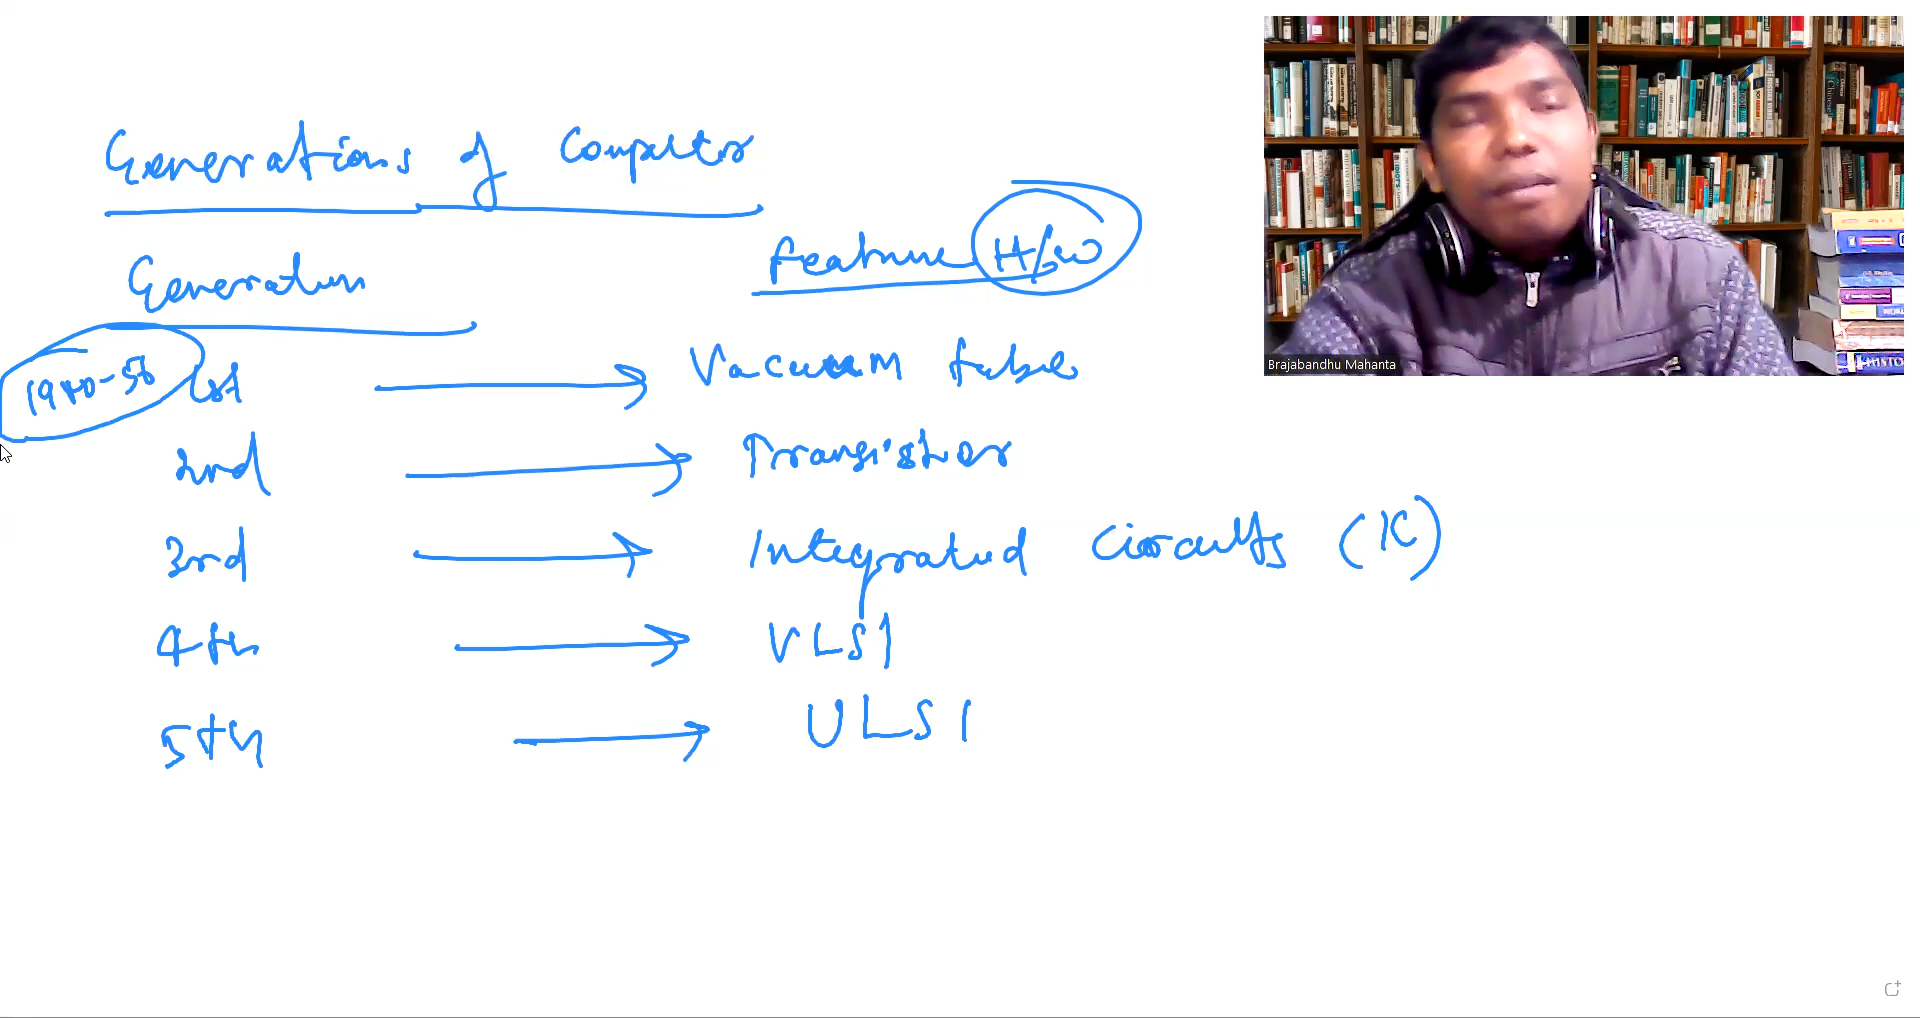 Generations of Computer
Generation
Feature H/W
1940-56 1st → Vacuum tube
2nd → Transistor
3rd → Integrated circuits (IC)
4th → VLSI
5th → ULSI
Brajabandhu Mahanta